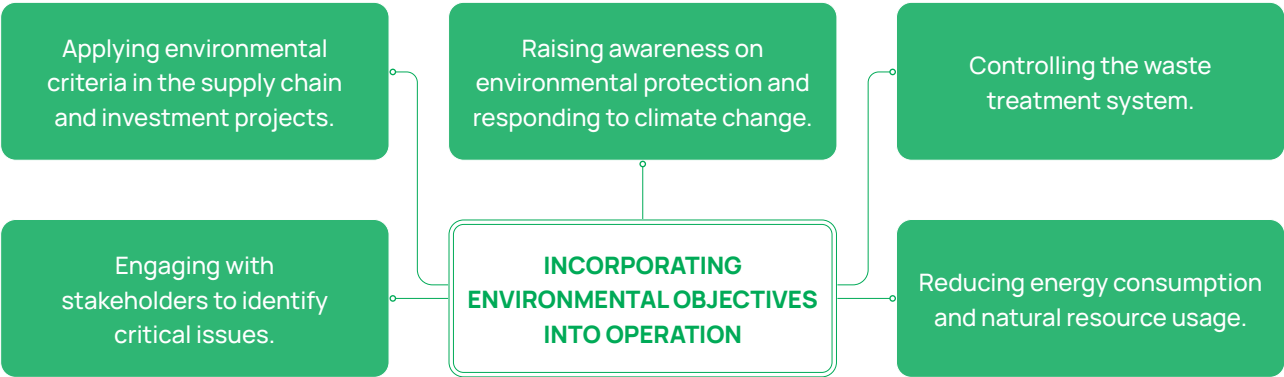 Applying environmental
criteria in the supply chain
and investment projects.
Raising awareness on
environmental protection and
responding to climate change.
Controlling the waste
treatment system.
Engaging with
stakeholders to identify
critical issues.
INCORPORATING
ENVIRONMENTAL OBJECTIVES
INTO OPERATION
Reducing energy consumption
and natural resource usage.